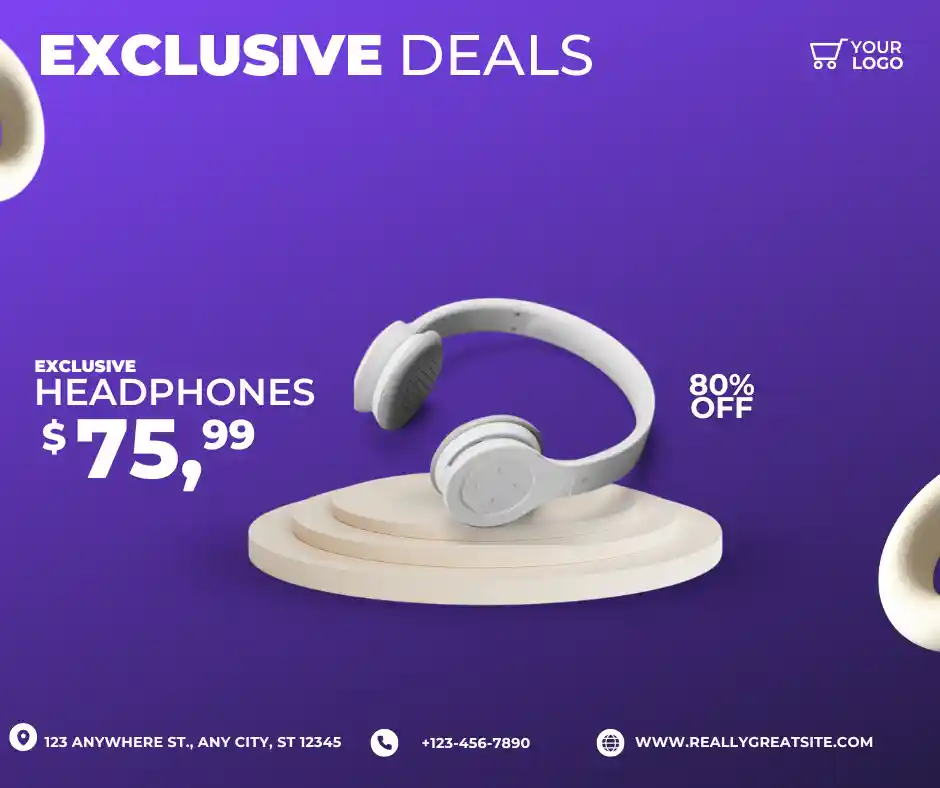 EXCLUSIVE DEALS
YOUR
LOGO
EXCLUSIVE
HEADPHONES
$75,99
80%
OFF
123 ANYWHERE ST., ANY CITY, ST 12345
+123-456-7890
WWW.REALLYGREATSITE.COM